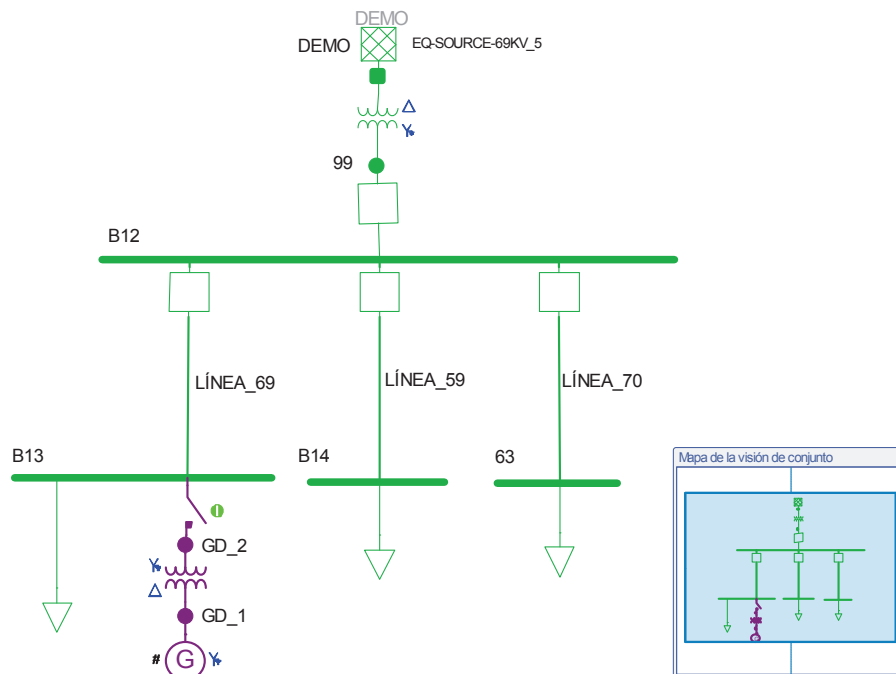 DEMO
DEMO
EQ-SOURCE-69KV_5
99
B12
LÍNEA_69
LÍNEA_59
LÍNEA_70
B13
B14
63
GD_2
GD_1
# G
Mapa de la visión de conjunto